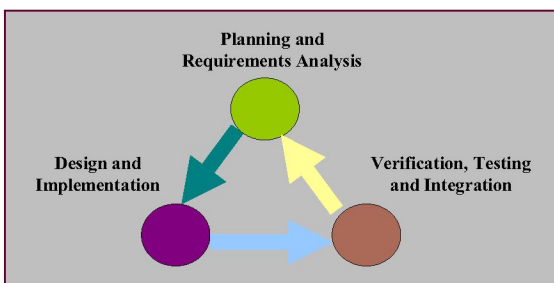 Planning and
Requirements Analysis
Design and
Implementation
Verification, Testing
and Integration